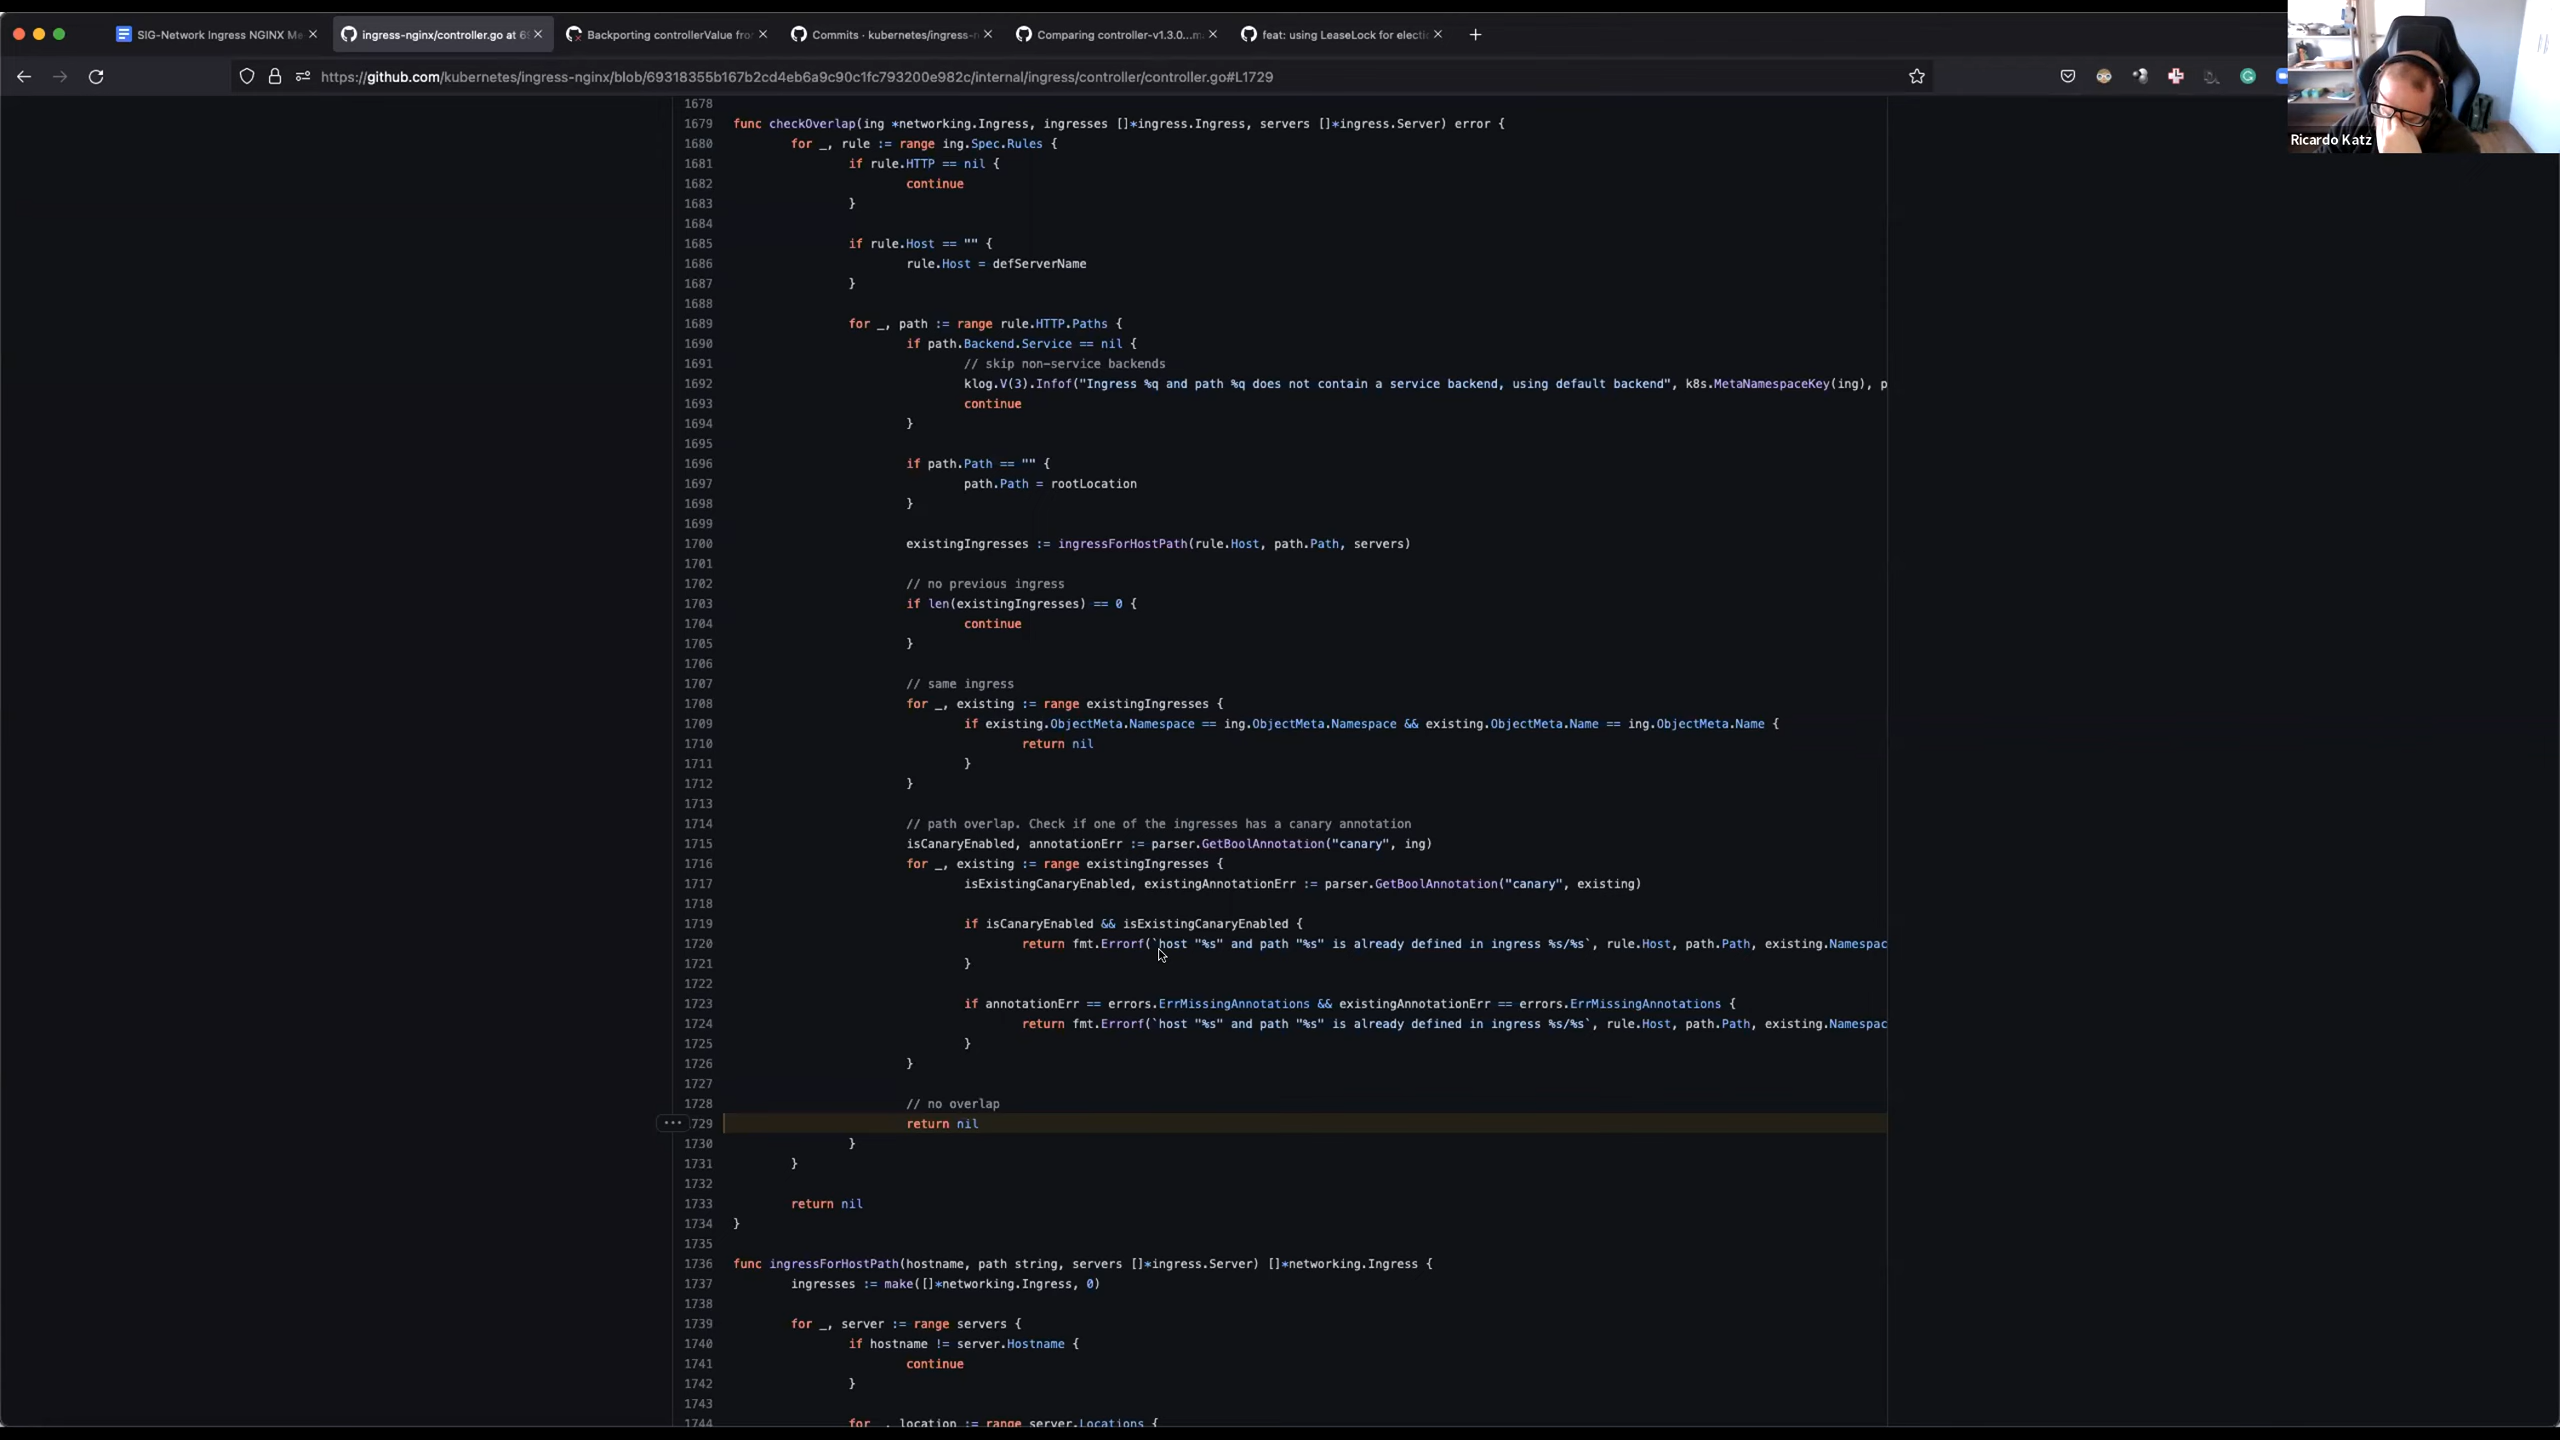 SIG-Network Ingress NGINX Me
ingress-nginx/controller.go at 69
Backporting controllerValue fro
Commits · kubernetes/ingress-n
Comparing controller-v1.3.0...m
feat: using LeaseLock for electi
https://github.com/kubernetes/ingress-nginx/blob/69318355b167b2cd4eb6a9c90c1fc793200e982c/internal/ingress/controller/controller.go#L1729
Ricardo Katz
1678
1679 func checkOverlap(ing *networking.Ingress, ingresses []*ingress.Ingress, servers []*ingress.Server) error {
1680 for _, rule := range ing.Spec.Rules {
1681 if rule.HTTP == nil {
1682 continue
1683 }
1684
1685 if rule.Host == "" {
1686 rule.Host = defServerName
1687 }
1688
1689 for _, path := range rule.HTTP.Paths {
1690 if path.Backend.Service == nil {
1691 // skip non-service backends
1692 klog.V(3).Infof("Ingress %q and path %q does not contain a service backend, using default backend", k8s.MetaNamespaceKey(ing), p
1693 continue
1694 }
1695
1696 if path.Path == "" {
1697 path.Path = rootLocation
1698 }
1699
1700 existingIngresses := ingressForHostPath(rule.Host, path.Path, servers)
1701
1702 // no previous ingress
1703 if len(existingIngresses) == 0 {
1704 continue
1705 }
1706
1707 // same ingress
1708 for _, existing := range existingIngresses {
1709 if existing.ObjectMeta.Namespace == ing.ObjectMeta.Namespace && existing.ObjectMeta.Name == ing.ObjectMeta.Name {
1710 return nil
1711 }
1712 }
1713
1714 // path overlap. Check if one of the ingresses has a canary annotation
1715 isCanaryEnabled, annotationErr := parser.GetBoolAnnotation("canary", ing)
1716 for _, existing := range existingIngresses {
1717 isExistingCanaryEnabled, existingAnnotationErr := parser.GetBoolAnnotation("canary", existing)
1718
1719 if isCanaryEnabled && isExistingCanaryEnabled {
1720 return fmt.Errorf(`host "%s" and path "%s" is already defined in ingress %s/%s`, rule.Host, path.Path, existing.Namespac
1721 }
1722
1723 if annotationErr == errors.ErrMissingAnnotations && existingAnnotationErr == errors.ErrMissingAnnotations {
1724 return fmt.Errorf(`host "%s" and path "%s" is already defined in ingress %s/%s`, rule.Host, path.Path, existing.Namespac
1725 }
1726 }
1727
1728 // no overlap
... 729 return nil
1730 }
1731 }
1732
1733 return nil
1734 }
1735
1736 func ingressForHostPath(hostname, path string, servers []*ingress.Server) []*networking.Ingress {
1737 ingresses := make([]*networking.Ingress, 0)
1738
1739 for _, server := range servers {
1740 if hostname != server.Hostname {
1741 continue
1742 }
1743
1744 for _, location := range server.Locations {